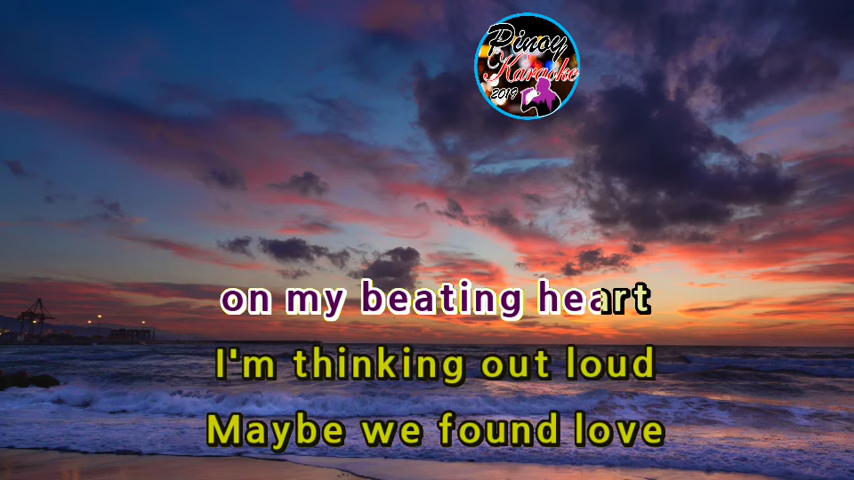 Pinoy
Karaoke
2019
on my beating heart
I'm thinking out loud
Maybe we found love